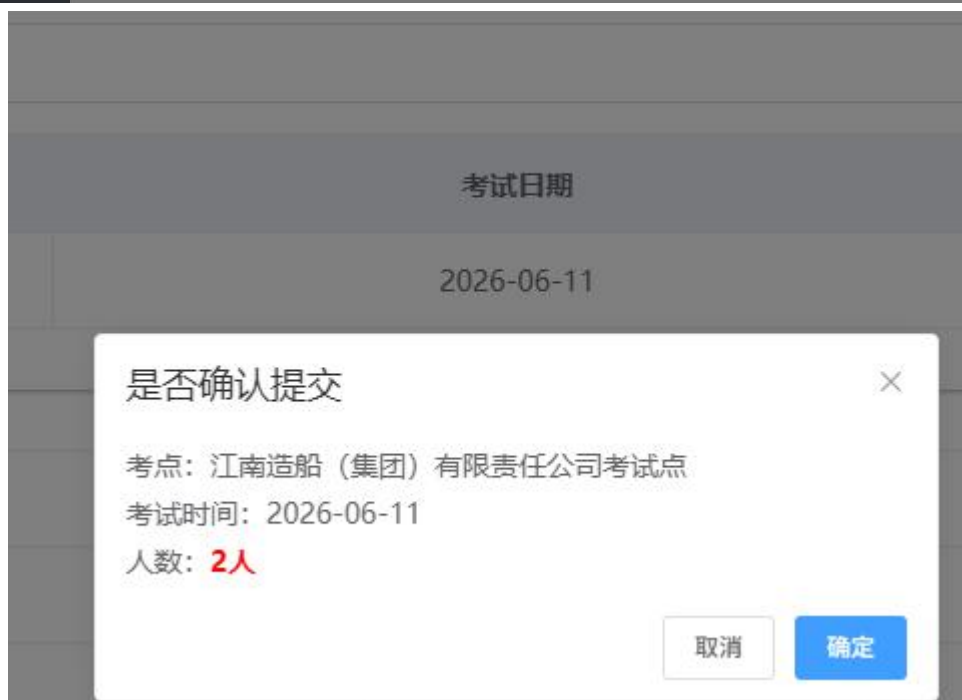 考试日期
2026-06-11
是否确认提交
考点：江南造船（集团）有限责任公司考试点
考试时间：2026-06-11
人数：2人
取消
确定